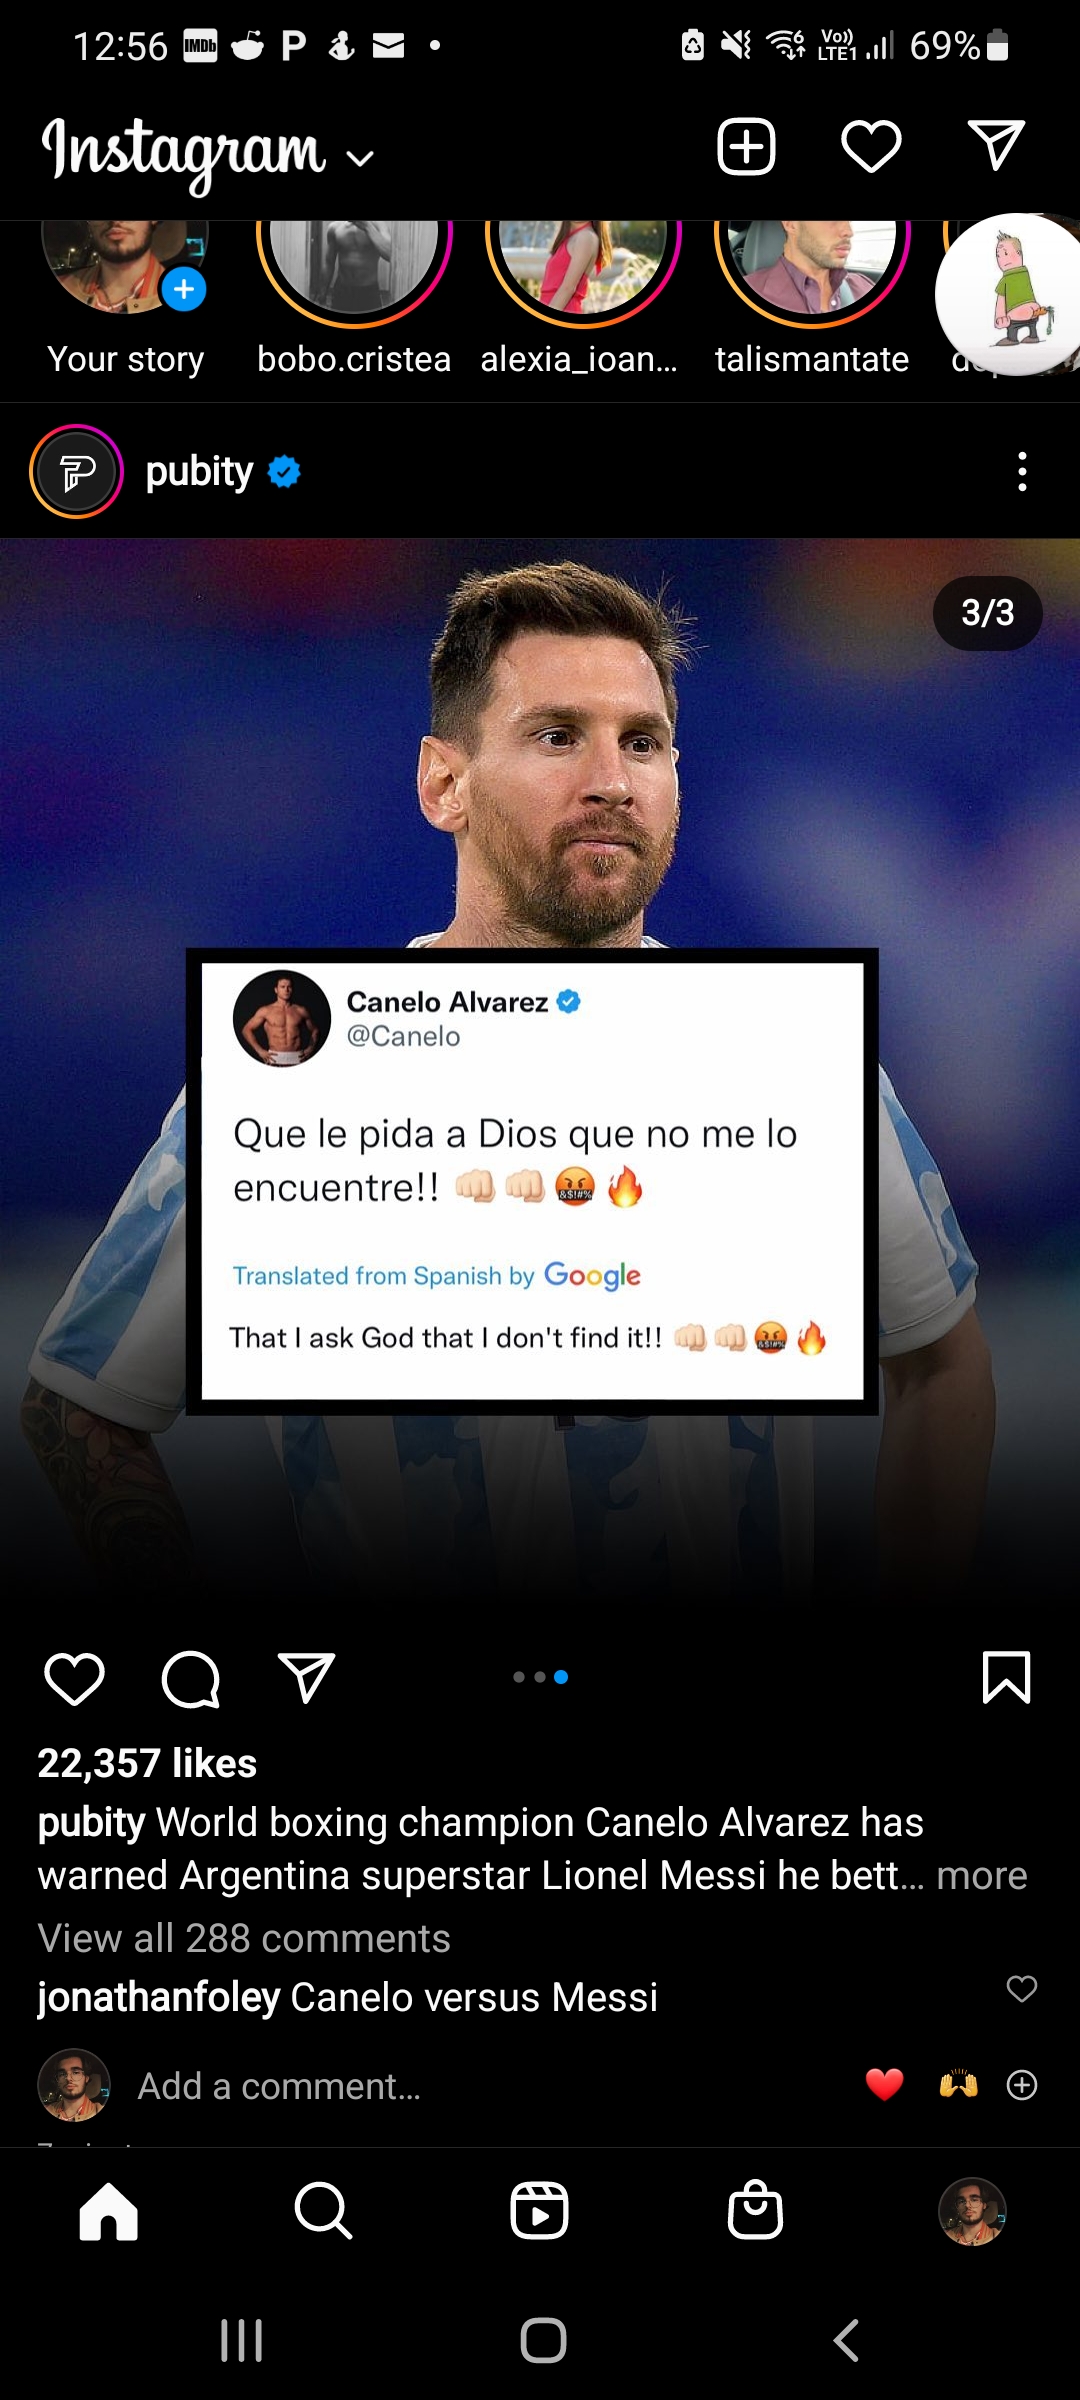 12:56 IMDb P Vo)) LTE1 69%
Instagram
Your story bobo.cristea alexia_ioan... talismantate
pubity
3/3
Canelo Alvarez
@Canelo
Que le pida a Dios que no me lo
encuentre!! 👊🏻👊🏻🤬🔥
Translated from Spanish by Google
That I ask God that I don't find it!! 👊🏻👊🏻🤬🔥
22,357 likes
pubity World boxing champion Canelo Alvarez has
warned Argentina superstar Lionel Messi he bett... more
View all 288 comments
jonathanfoley Canelo versus Messi
Add a comment... ❤️ 🙌